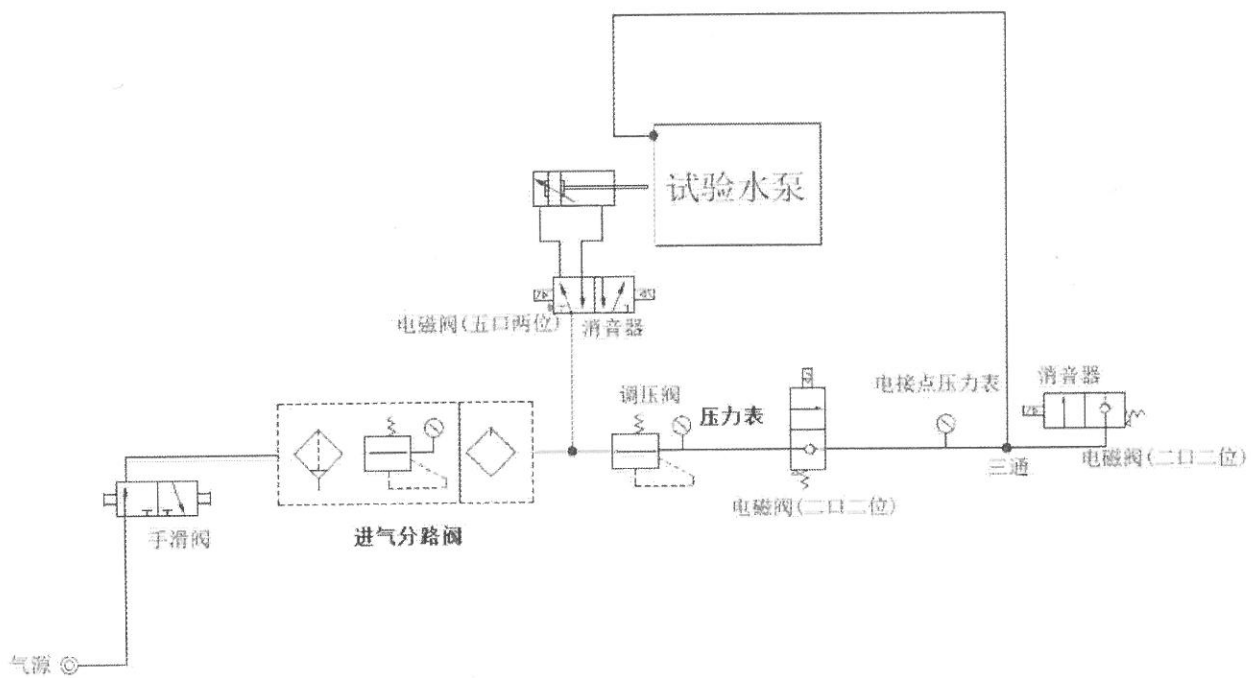 试验水泵
电磁阀(五口两位)
消音器
调压阀
压力表
电接点压力表
消音器
三通
电磁阀(二口二位)
电磁阀(二口二位)
手滑阀
进气分路阀
气源